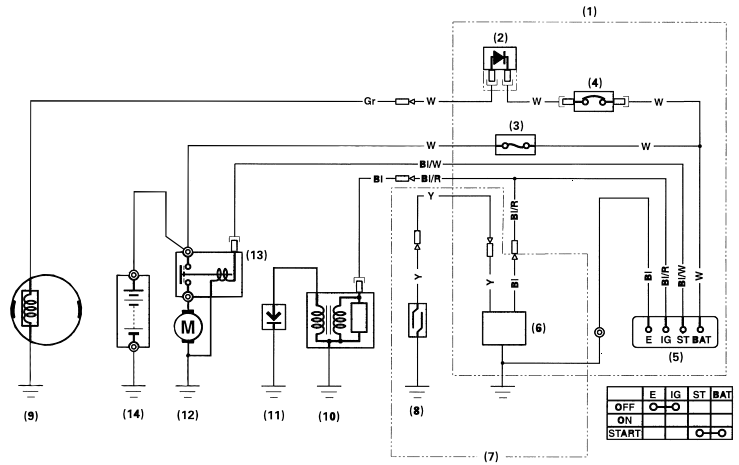 (1)
(2)
(4)
Gr W W W
(3)
W W
Bl/W
Bl Bl/R
Y
Bl/R
(13)
Y Y Bl
Bl Bl/R Bl/W W
M
(6)
E IG ST BAT
(5)
(9) (14) (12) (11) (10) (8)
(7)
E IG ST BAT
OFF
ON
START